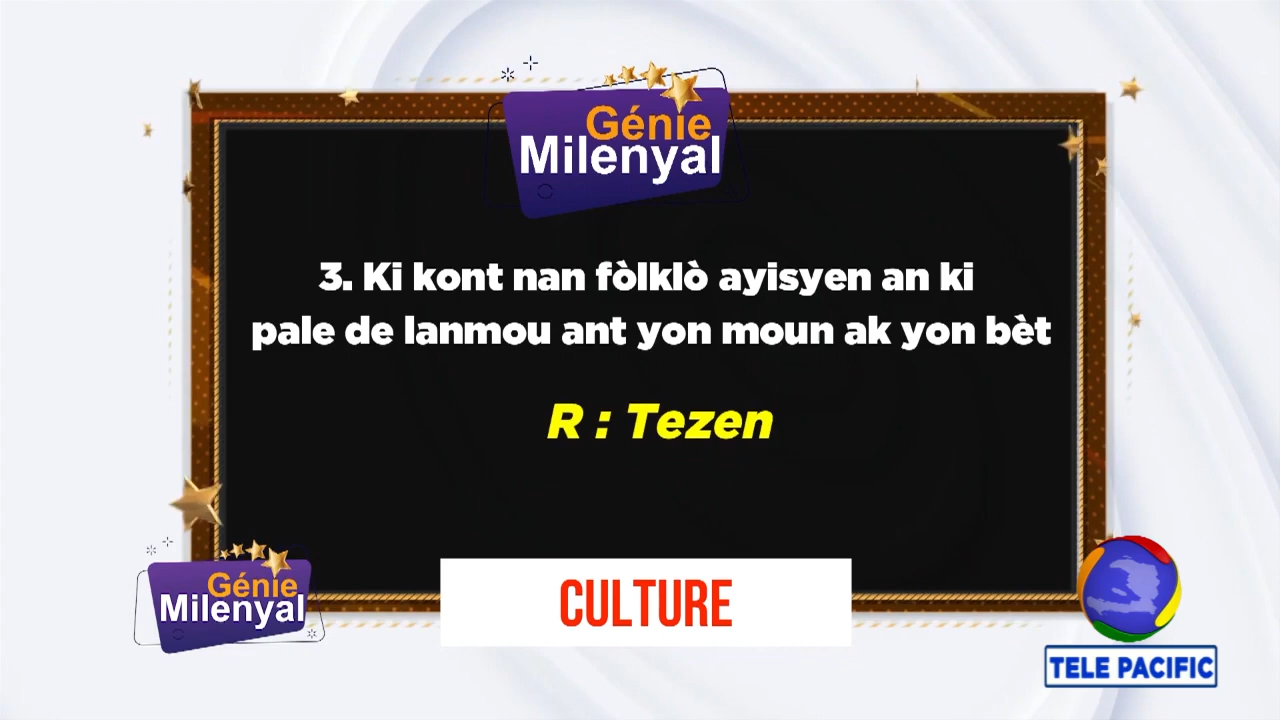 Génie
Milenyal
3. Ki kont nan fòlklò ayisyen an ki
pale de lanmou ant yon moun ak yon bèt
R : Tezen
Génie
Milenyal
CULTURE
TELE PACIFIC